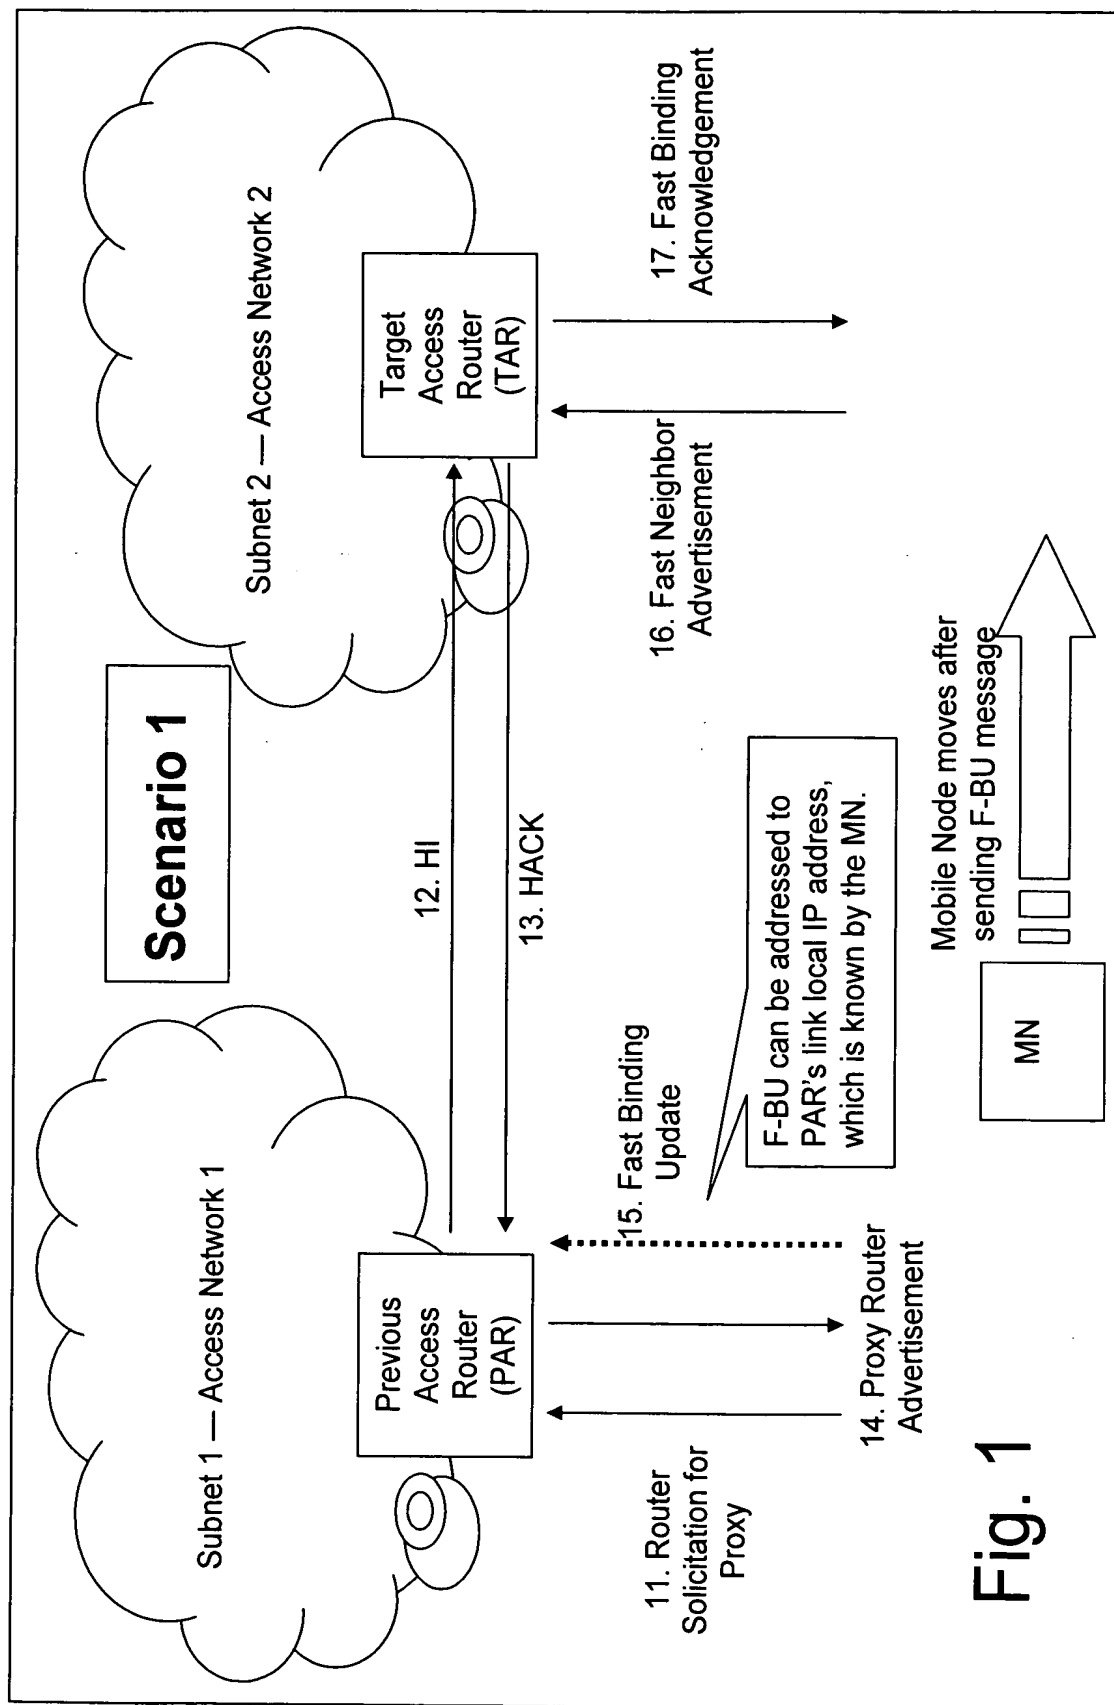 Scenario 1
Subnet 1 — Access Network 1
Subnet 2 — Access Network 2
Previous
Access
Router
(PAR)
Target
Access
Router
(TAR)
12. HI
13. HACK
11. Router
Solicitation for
Proxy
14. Proxy Router
Advertisement
15. Fast Binding
Update
F-BU can be addressed to
PAR's link local IP address,
which is known by the MN.
16. Fast Neighbor
Advertisement
17. Fast Binding
Acknowledgement
MN
Mobile Node moves after
sending F-BU message
Fig. 1